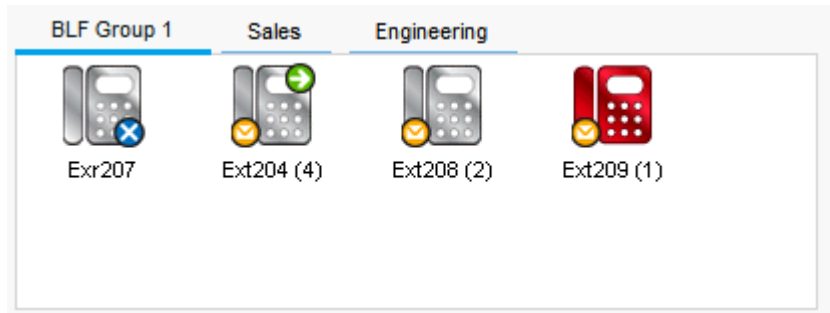 BLF Group 1 Sales Engineering
Exr207 Ext204 (4) Ext208 (2) Ext209 (1)